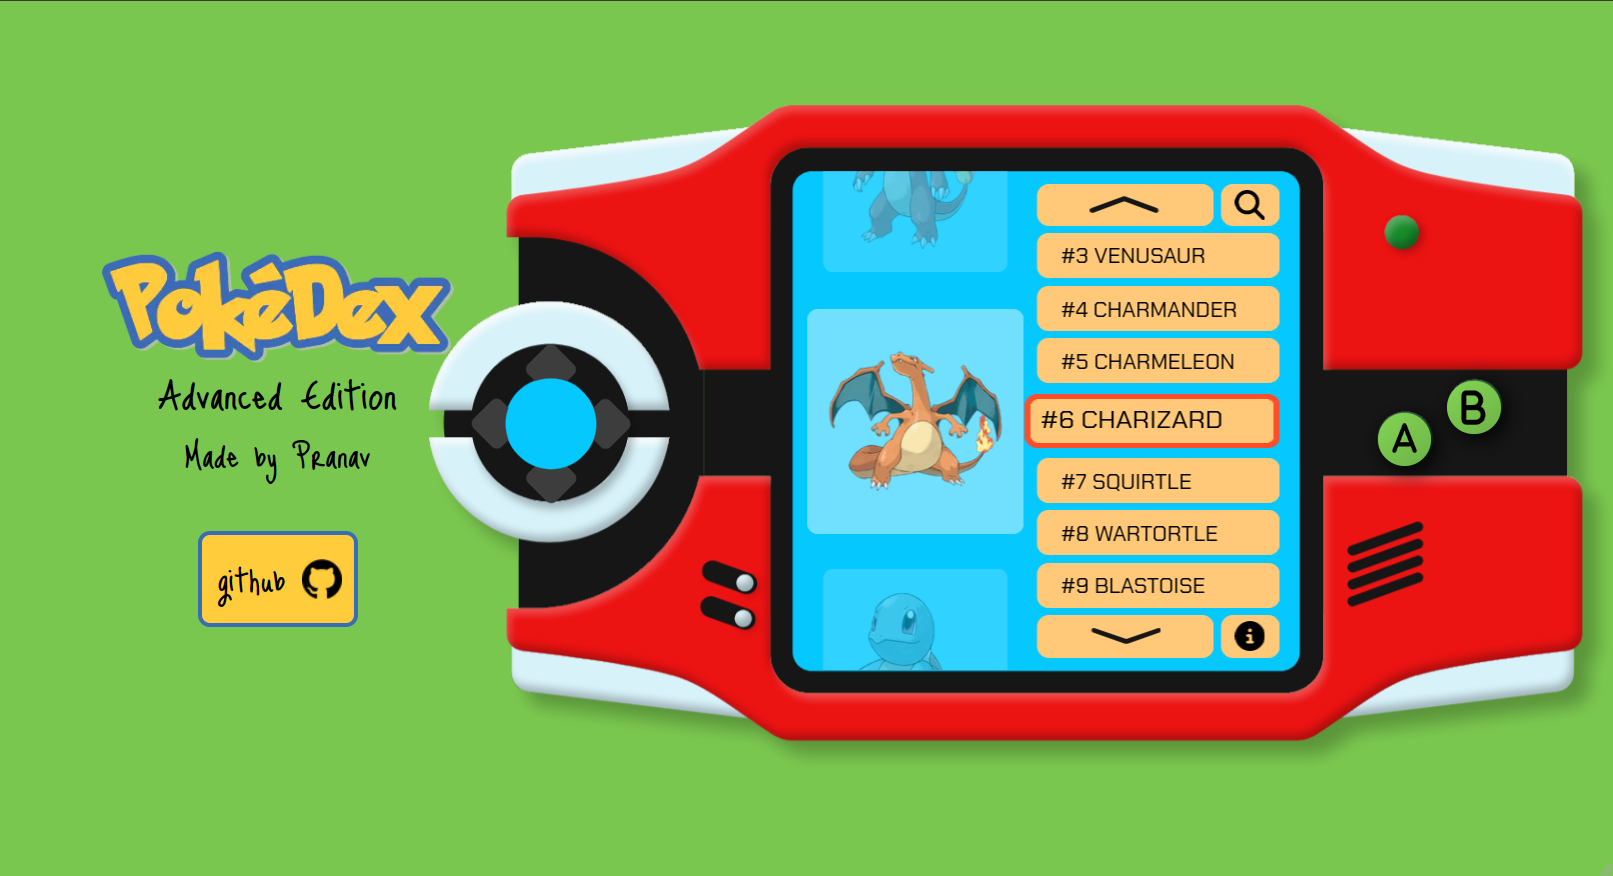 PokéDex
Advanced Edition
Made by Pranav
github
#3 VENUSAUR
#4 CHARMANDER
#5 CHARMELEON
#6 CHARIZARD
#7 SQUIRTLE
#8 WARTORTLE
#9 BLASTOISE
B
A